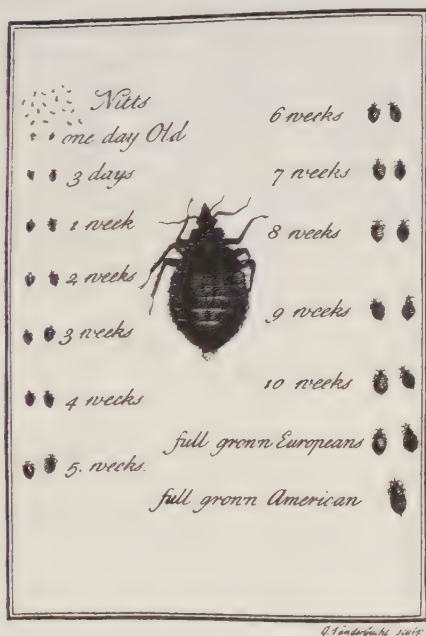 Nitts
one day Old
3 days
1 week
2 weeks
3 weeks
4 weeks
5. weeks.
6 weeks
7 weeks
8 weeks
9 weeks
10 weeks
full grown Europeans
full grown American
sculp